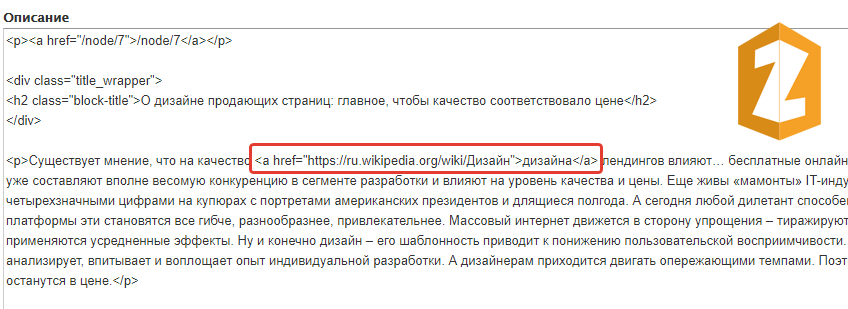 Описание
<p><a href="/node/7">/node/7</a></p>
<div class="title_wrapper">
<h2 class="block-title">О дизайне продающих страниц: главное, чтобы качество соответствовало цене</h2>
</div>
<p>Существует мнение, что на качество <a href="https://ru.wikipedia.org/wiki/Дизайн">дизайна</a> лендингов влияют… бесплатные онлайн
уже составляют вполне весомую конкуренцию в сегменте разработки и влияют на уровень качества и цены. Еще живы «мамонты» IT-инду
четырехзначными цифрами на купюрах с портретами американских президентов и длящиеся полгода. А сегодня любой дилетант способе
платформы эти становятся все гибче, разнообразнее, привлекательнее. Массовый интернет движется в сторону упрощения – тиражируют
применяются усредненные эффекты. Ну и конечно дизайн – его шаблонность приводит к понижению пользовательской восприимчивости.
анализирует, впитывает и воплощает опыт индивидуальной разработки. А дизайнерам приходится двигать опережающими темпами. Поэт
останутся в цене.</p>